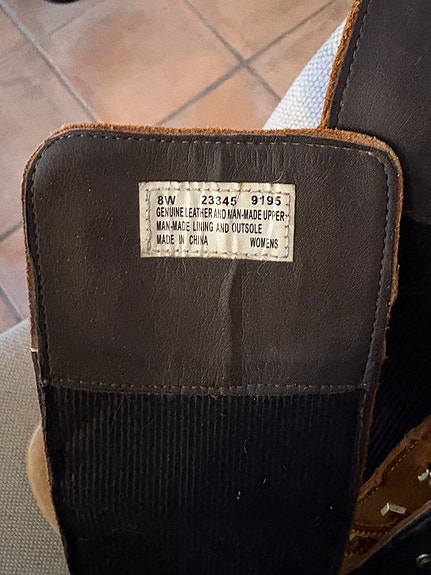 8W 23345 9195
GENUINE LEATHER AND MAN-MADE UPPER
MAN-MADE LINING AND OUTSOLE
MADE IN CHINA WOMENS